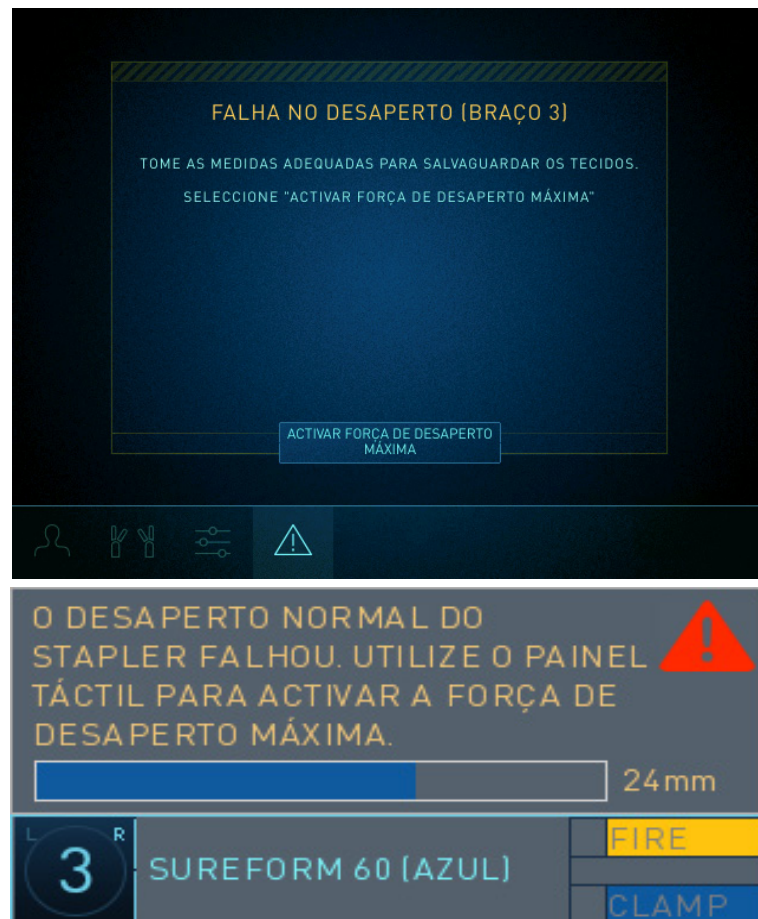 FALHA NO DESAPERTO (BRAÇO 3)
TOME AS MEDIDAS ADEQUADAS PARA SALVAGUARDAR OS TECIDOS.
SELECCIONE "ACTIVAR FORÇA DE DESAPERTO MÁXIMA"
ACTIVAR FORÇA DE DESAPERTO
MÁXIMA
O DESAPERTO NORMAL DO
STAPLER FALHOU. UTILIZE O PAINEL
TÁCTIL PARA ACTIVAR A FORÇA DE
DESAPERTO MÁXIMA.
24mm
L R
3
SUREFORM 60 (AZUL)
FIRE
CLAMP